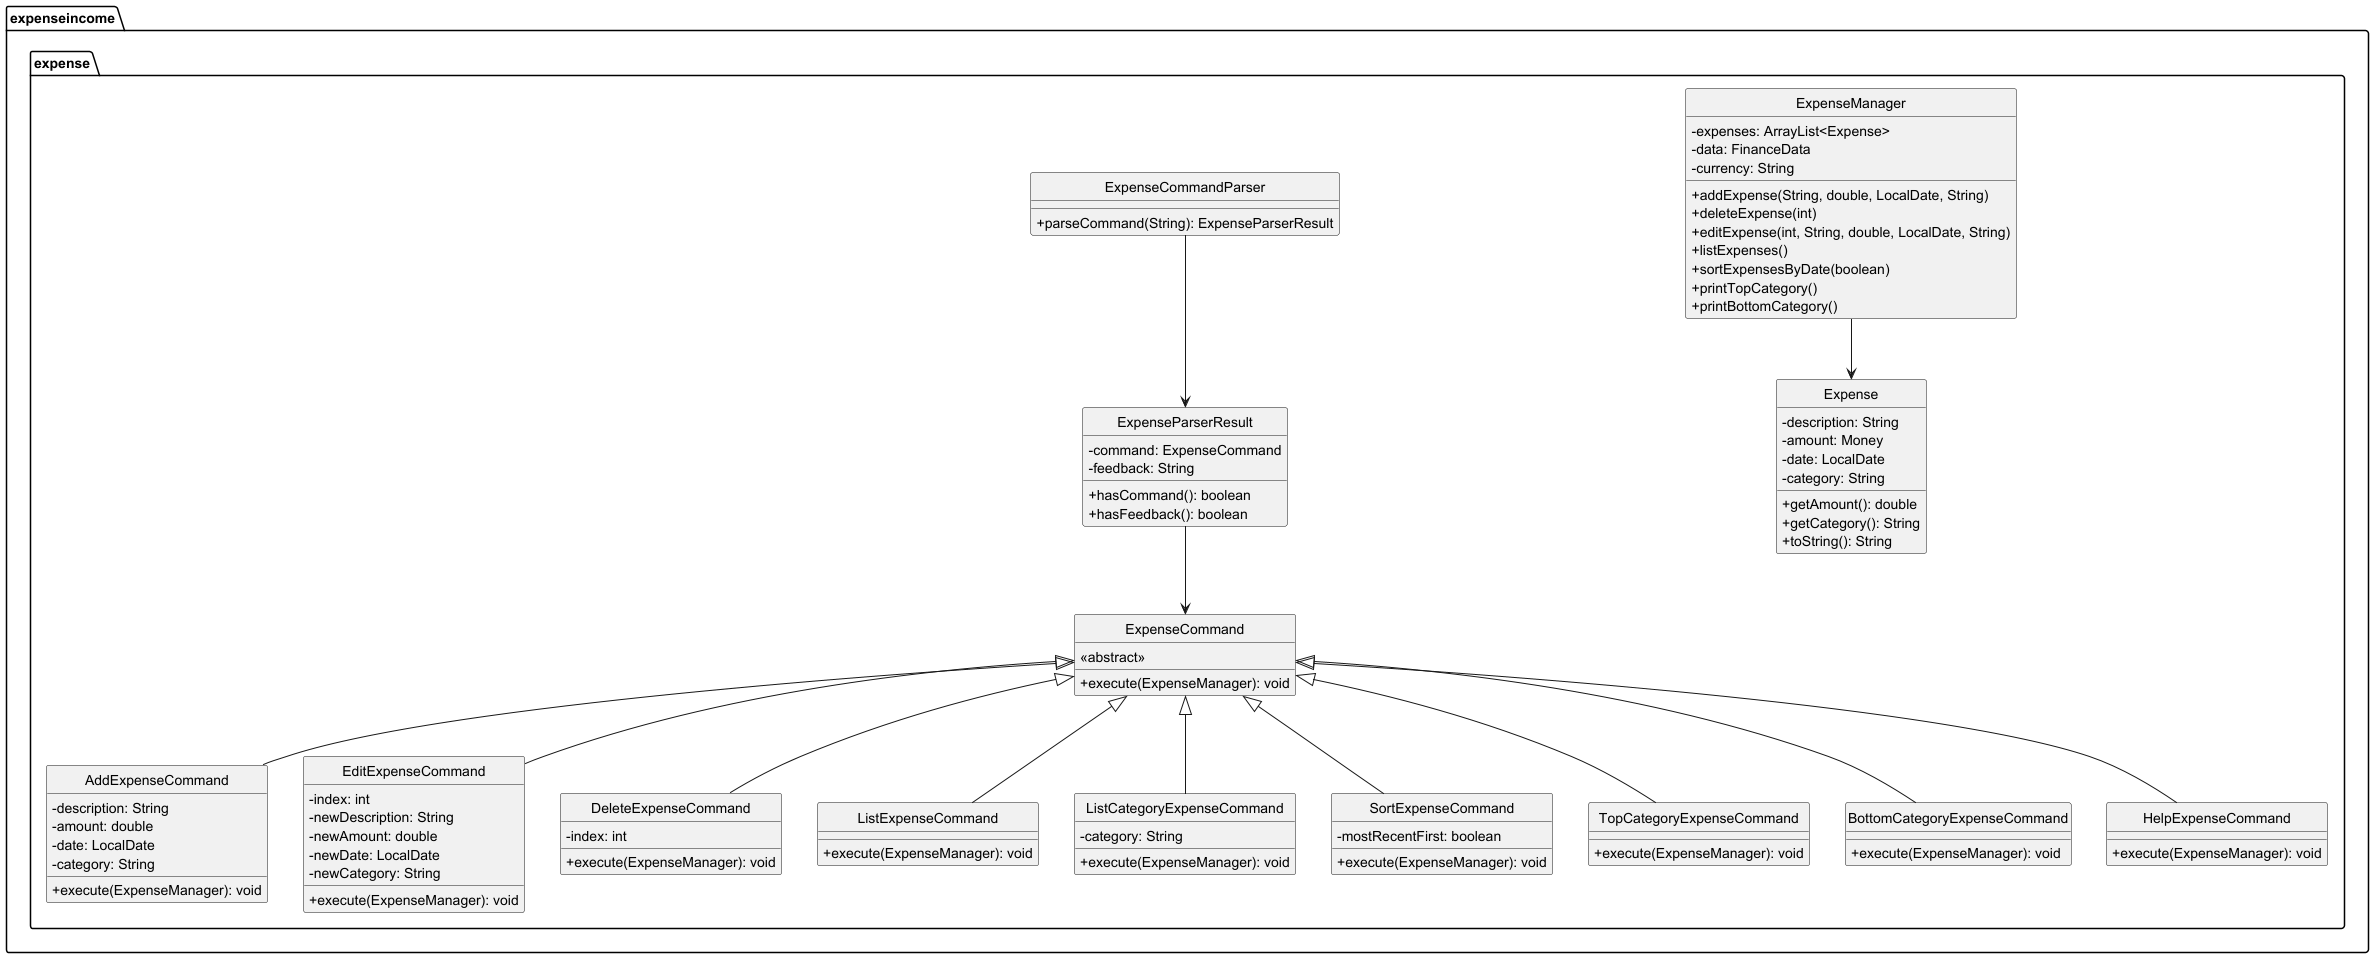 expenseincome
expense
ExpenseManager
-expenses: ArrayList<Expense>
-data: FinanceData
-currency: String
+addExpense(String, double, LocalDate, String)
+deleteExpense(int)
+editExpense(int, String, double, LocalDate, String)
+listExpenses()
+sortExpensesByDate(boolean)
+printTopCategory()
+printBottomCategory()
ExpenseCommandParser
+parseCommand(String): ExpenseParserResult
Expense
-description: String
-amount: Money
-date: LocalDate
-category: String
+getAmount(): double
+getCategory(): String
+toString(): String
ExpenseParserResult
-command: ExpenseCommand
-feedback: String
+hasCommand(): boolean
+hasFeedback(): boolean
ExpenseCommand
«abstract»
+execute(ExpenseManager): void
AddExpenseCommand
-description: String
-amount: double
-date: LocalDate
-category: String
+execute(ExpenseManager): void
EditExpenseCommand
-index: int
-newDescription: String
-newAmount: double
-newDate: LocalDate
-newCategory: String
+execute(ExpenseManager): void
DeleteExpenseCommand
-index: int
+execute(ExpenseManager): void
ListExpenseCommand
+execute(ExpenseManager): void
ListCategoryExpenseCommand
-category: String
+execute(ExpenseManager): void
SortExpenseCommand
-mostRecentFirst: boolean
+execute(ExpenseManager): void
TopCategoryExpenseCommand
+execute(ExpenseManager): void
BottomCategoryExpenseCommand
+execute(ExpenseManager): void
HelpExpenseCommand
+execute(ExpenseManager): void